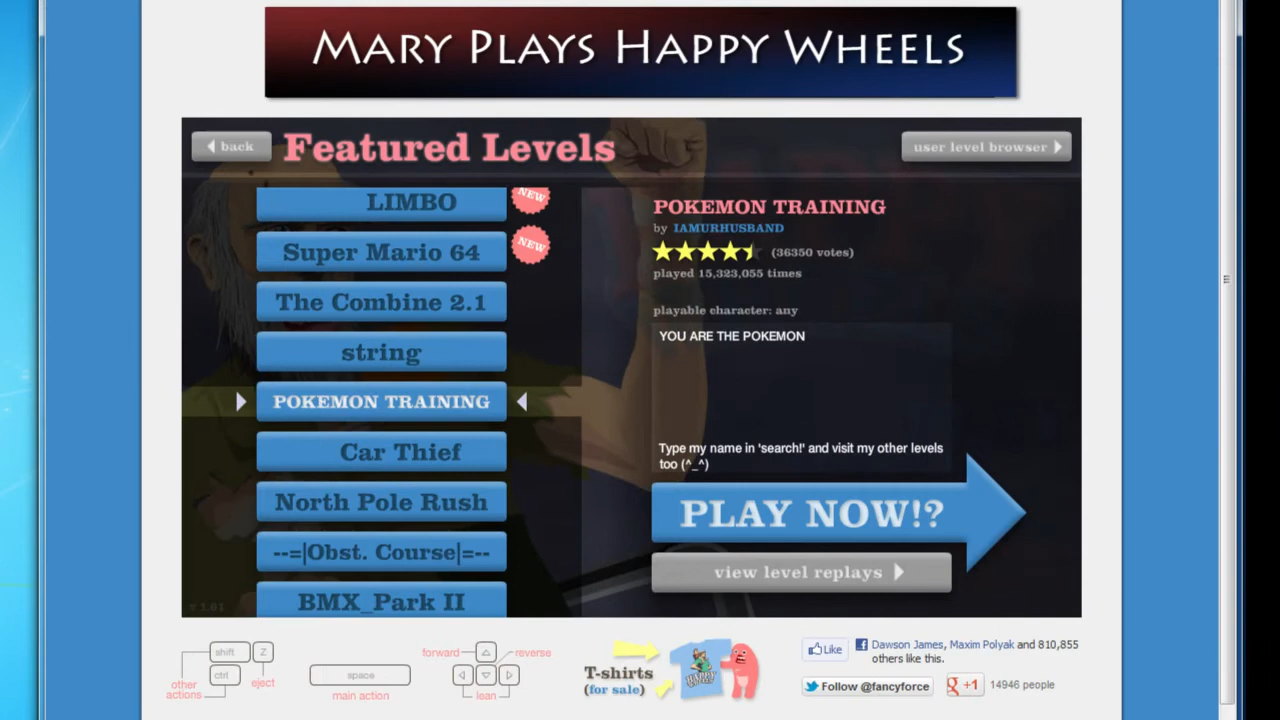 MARY PLAYS HAPPY WHEELS
back
Featured Levels
user level browser
LIMBO
NEW
Super Mario 64
NEW
The Combine 2.1
string
POKEMON TRAINING
Car Thief
North Pole Rush
--=|Obst. Course|=--
BMX_Park II
v 1.61
POKEMON TRAINING
by IAMURHUSBAND
(36350 votes)
played 15,323,055 times
playable character: any
YOU ARE THE POKEMON
Type my name in 'search!' and visit my other levels
too (^_^)
PLAY NOW!?
view level replays
shift
Z
ctrl
other
actions
eject
space
main action
forward
reverse
lean
T-shirts
(for sale)
HAPPY WHEELS
Like
Dawson James, Maxim Polyak and 810,855
others like this.
Follow @fancyforce
g +1
14946 people